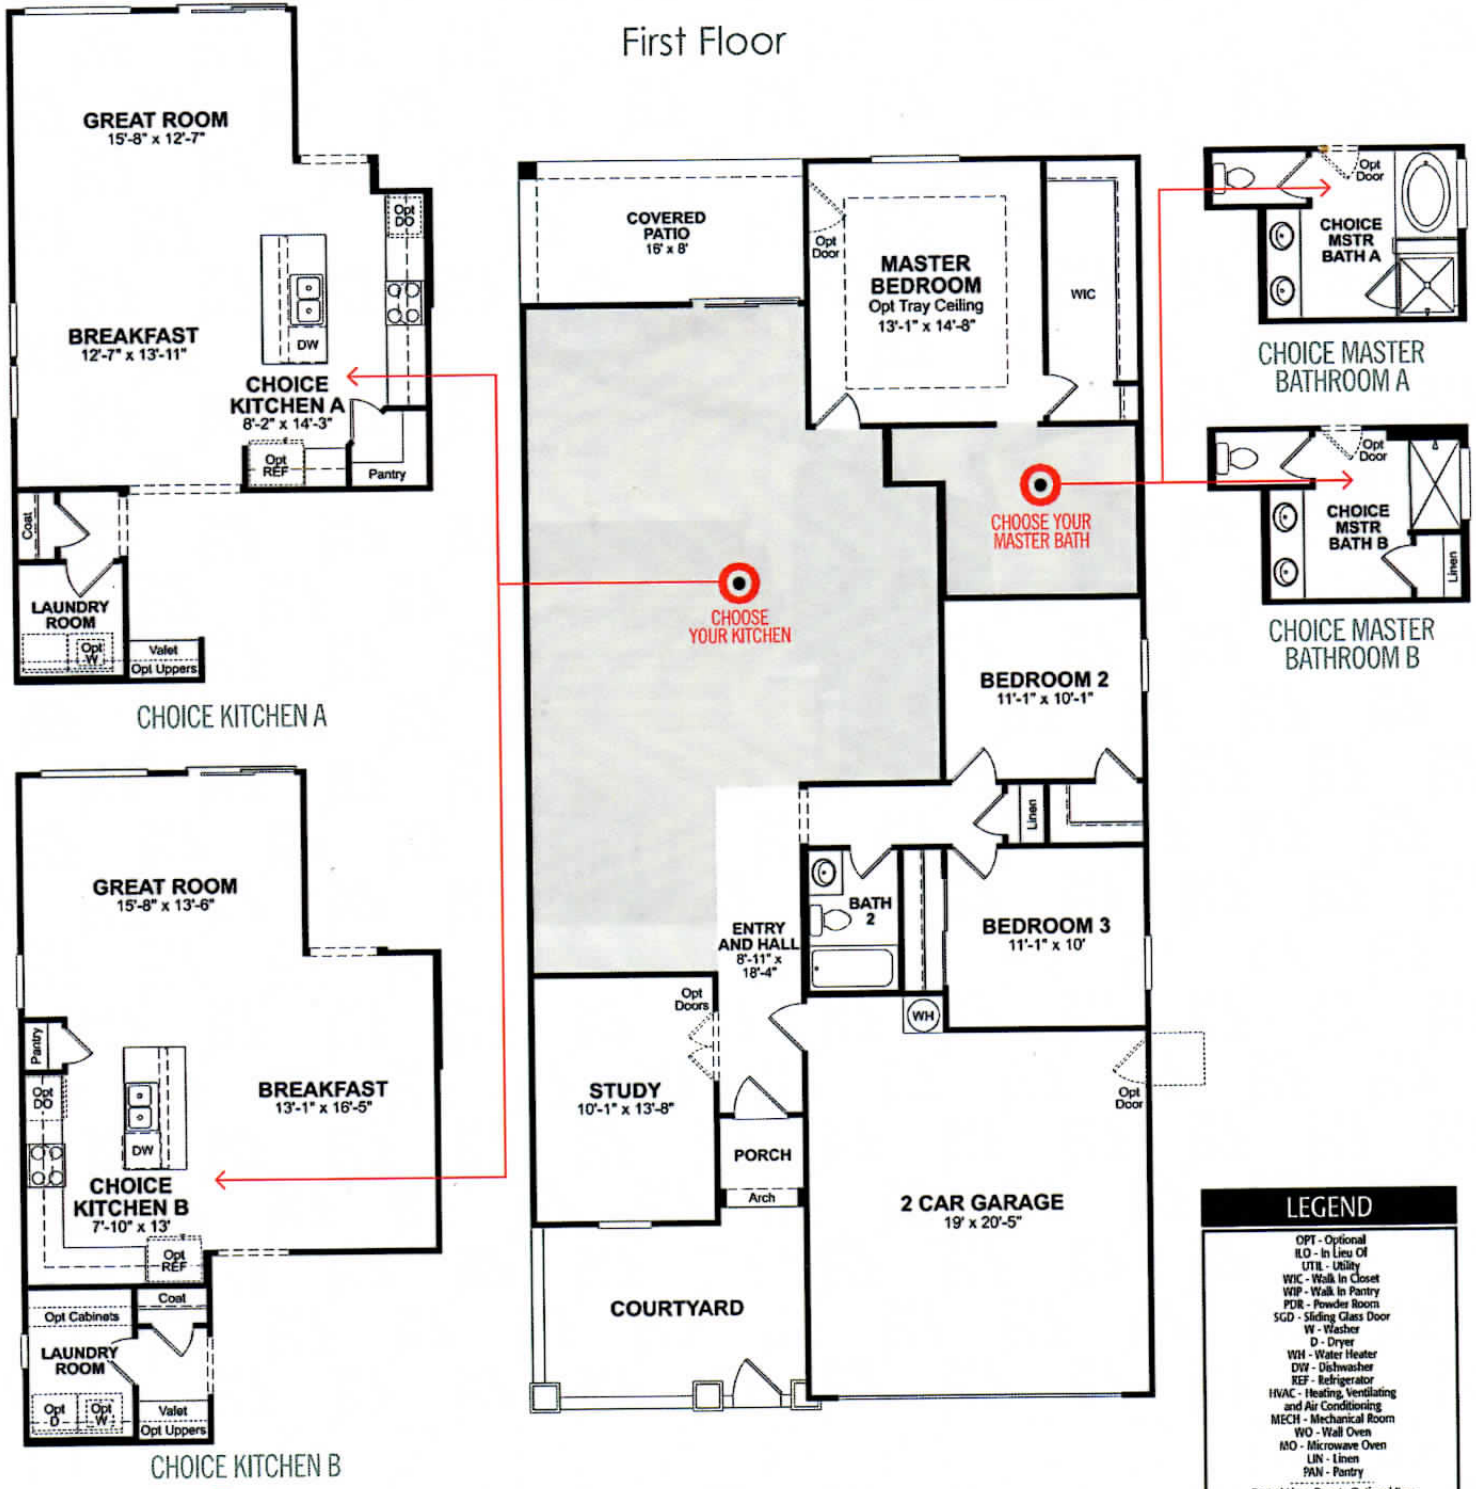 First Floor
GREAT ROOM
15'-8" x 12'-7"
Opt
DO
BREAKFAST
12'-7" x 13'-11"
DW
CHOICE
KITCHEN A
8'-2" x 14'-3"
Opt
REF
Pantry
Coat
LAUNDRY
ROOM
Opt
W
Valet
Opt Uppers
CHOICE KITCHEN A
GREAT ROOM
15'-8" x 13'-6"
Pantry
Opt
DO
BREAKFAST
13'-1" x 16'-5"
DW
CHOICE
KITCHEN B
7'-10" x 13'
Opt
REF
Coat
Opt Cabinets
LAUNDRY
ROOM
Opt
D
Opt
W
Valet
Opt Uppers
CHOICE KITCHEN B
COVERED
PATIO
16' x 8'
Opt
Door
MASTER
BEDROOM
Opt Tray Ceiling
13'-1" x 14'-8"
WIC
CHOOSE YOUR
MASTER BATH
CHOOSE
YOUR KITCHEN
BEDROOM 2
11'-1" x 10'-1"
Linen
BATH
2
BEDROOM 3
11'-1" x 10'
ENTRY
AND HALL
8'-11" x
18'-4"
Opt
Doors
WH
STUDY
10'-1" x 13'-8"
Opt
Door
PORCH
Arch
2 CAR GARAGE
19' x 20'-5"
COURTYARD
Opt
Door
CHOICE
MSTR
BATH A
CHOICE MASTER
BATHROOM A
Opt
Door
CHOICE
MSTR
BATH B
Linen
CHOICE MASTER
BATHROOM B
LEGEND
OPT - Optional
ILO - In Lieu Of
UTIL - Utility
WIC - Walk In Closet
WIP - Walk In Pantry
PDR - Powder Room
SGD - Sliding Glass Door
W - Washer
D - Dryer
WH - Water Heater
DW - Dishwasher
REF - Refrigerator
HVAC - Heating, Ventilating
and Air Conditioning
MECH - Mechanical Room
WO - Wall Oven
MO - Microwave Oven
LIN - Linen
PAN - Pantry